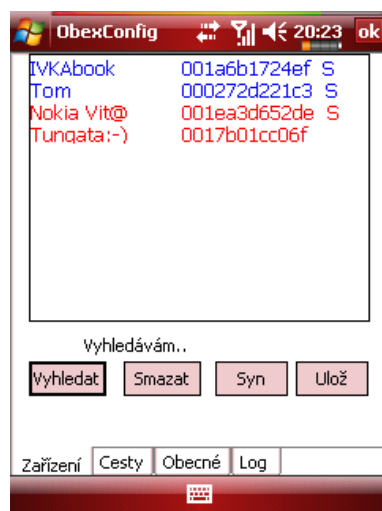 ObexConfig 20:23 ok
IVKAbook 001a6b1724ef S
Tom 000272d221c3 S
Nokia Vit@ 001ea3d652de S
Tungata:-) 0017b01cc06f
Vyhledávám..
Vyhledat Smazat Syn Ulož
Zařízení Cesty Obecné Log